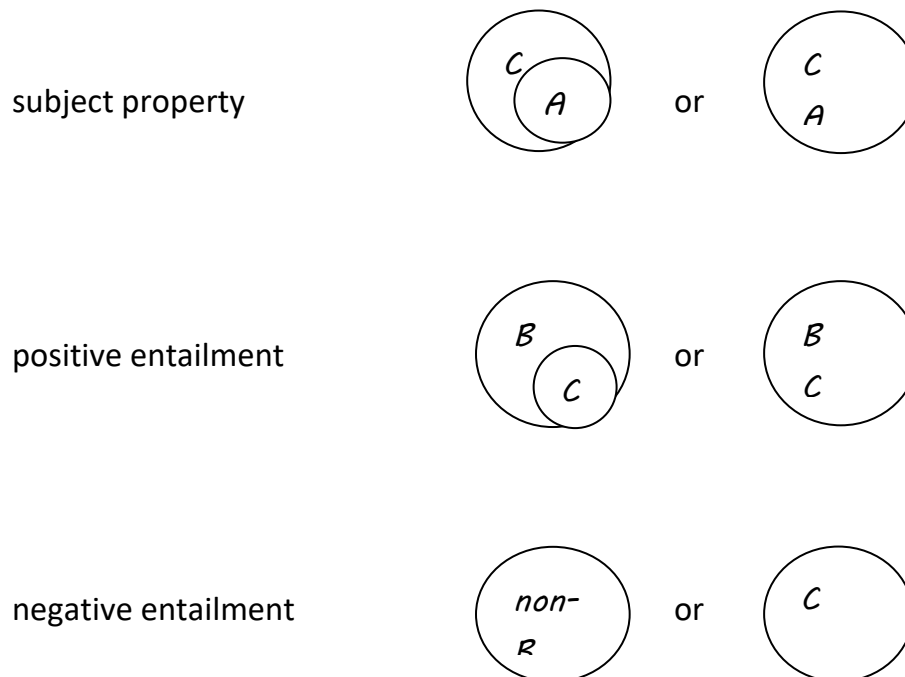 C
C
subject property
A
or
A
B
B
positive entailment
or
C
C
non-
C
negative entailment
or
B